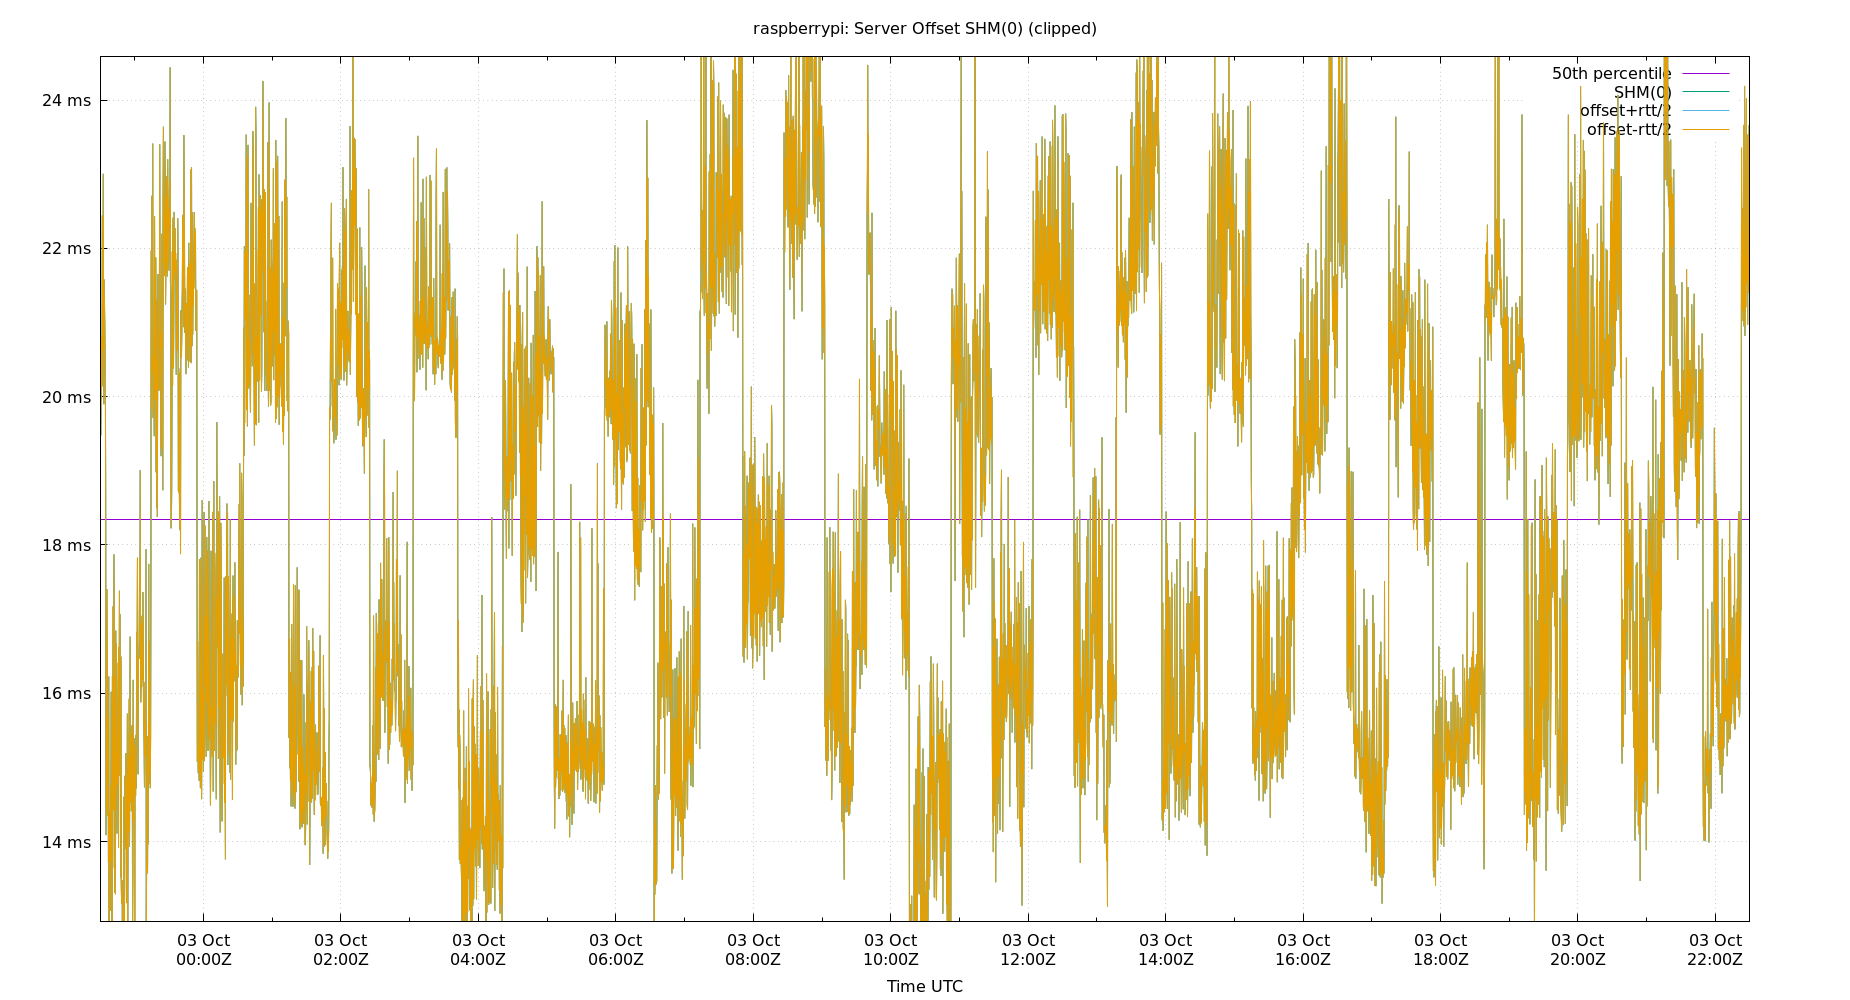 raspberrypi: Server Offset SHM(0) (clipped)
50th percentile
SHM(0)
offset+rtt/2
offset-rtt/2
24 ms
22 ms
20 ms
18 ms
16 ms
14 ms
03 Oct 03 Oct 03 Oct 03 Oct 03 Oct 03 Oct 03 Oct 03 Oct 03 Oct 03 Oct 03 Oct 03 Oct
00:00Z 02:00Z 04:00Z 06:00Z 08:00Z 10:00Z 12:00Z 14:00Z 16:00Z 18:00Z 20:00Z 22:00Z
Time UTC